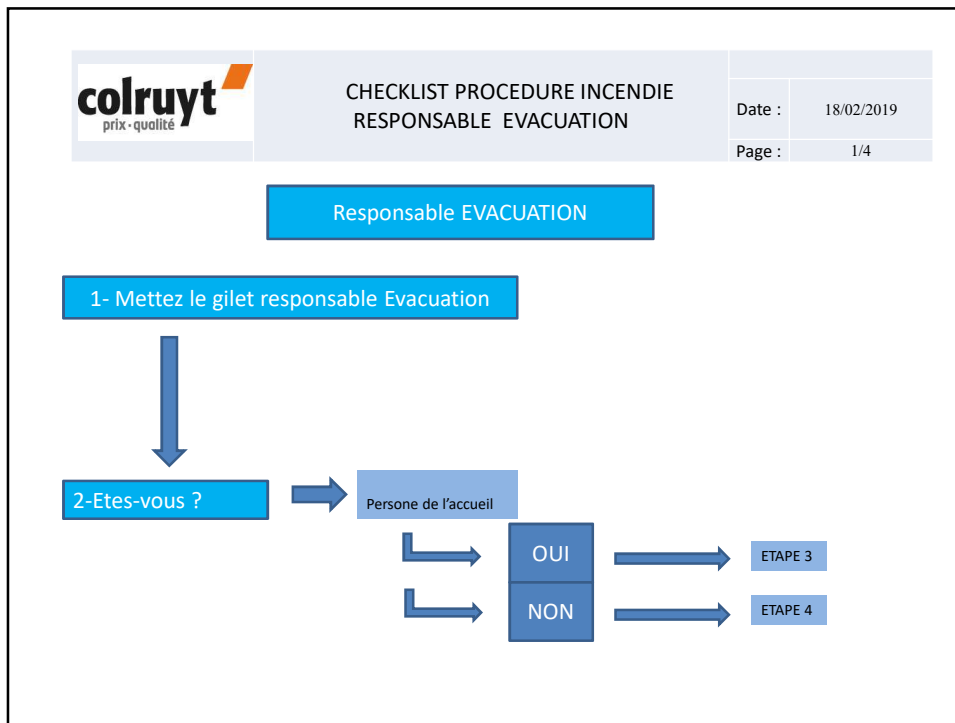 colruyt
prix·qualité
CHECKLIST PROCEDURE INCENDIE
RESPONSABLE EVACUATION
Date : 18/02/2019
Page : 1/4
Responsable EVACUATION
1- Mettez le gilet responsable Evacuation
2-Etes-vous ?
Persone de l’accueil
OUI
ETAPE 3
NON
ETAPE 4